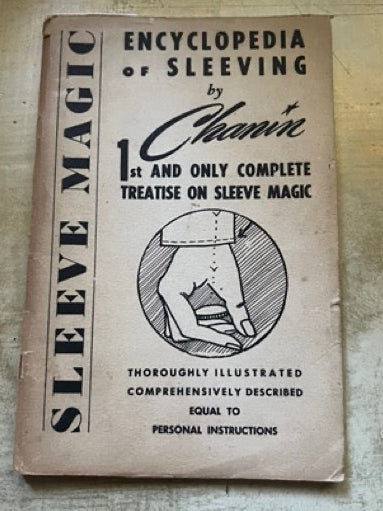 SLEEVE MAGIC
ENCYCLOPEDIA
OF SLEEVING
by
Chanin
1st AND ONLY COMPLETE
TREATISE ON SLEEVE MAGIC
THOROUGHLY ILLUSTRATED
COMPREHENSIVELY DESCRIBED
EQUAL TO
PERSONAL INSTRUCTIONS